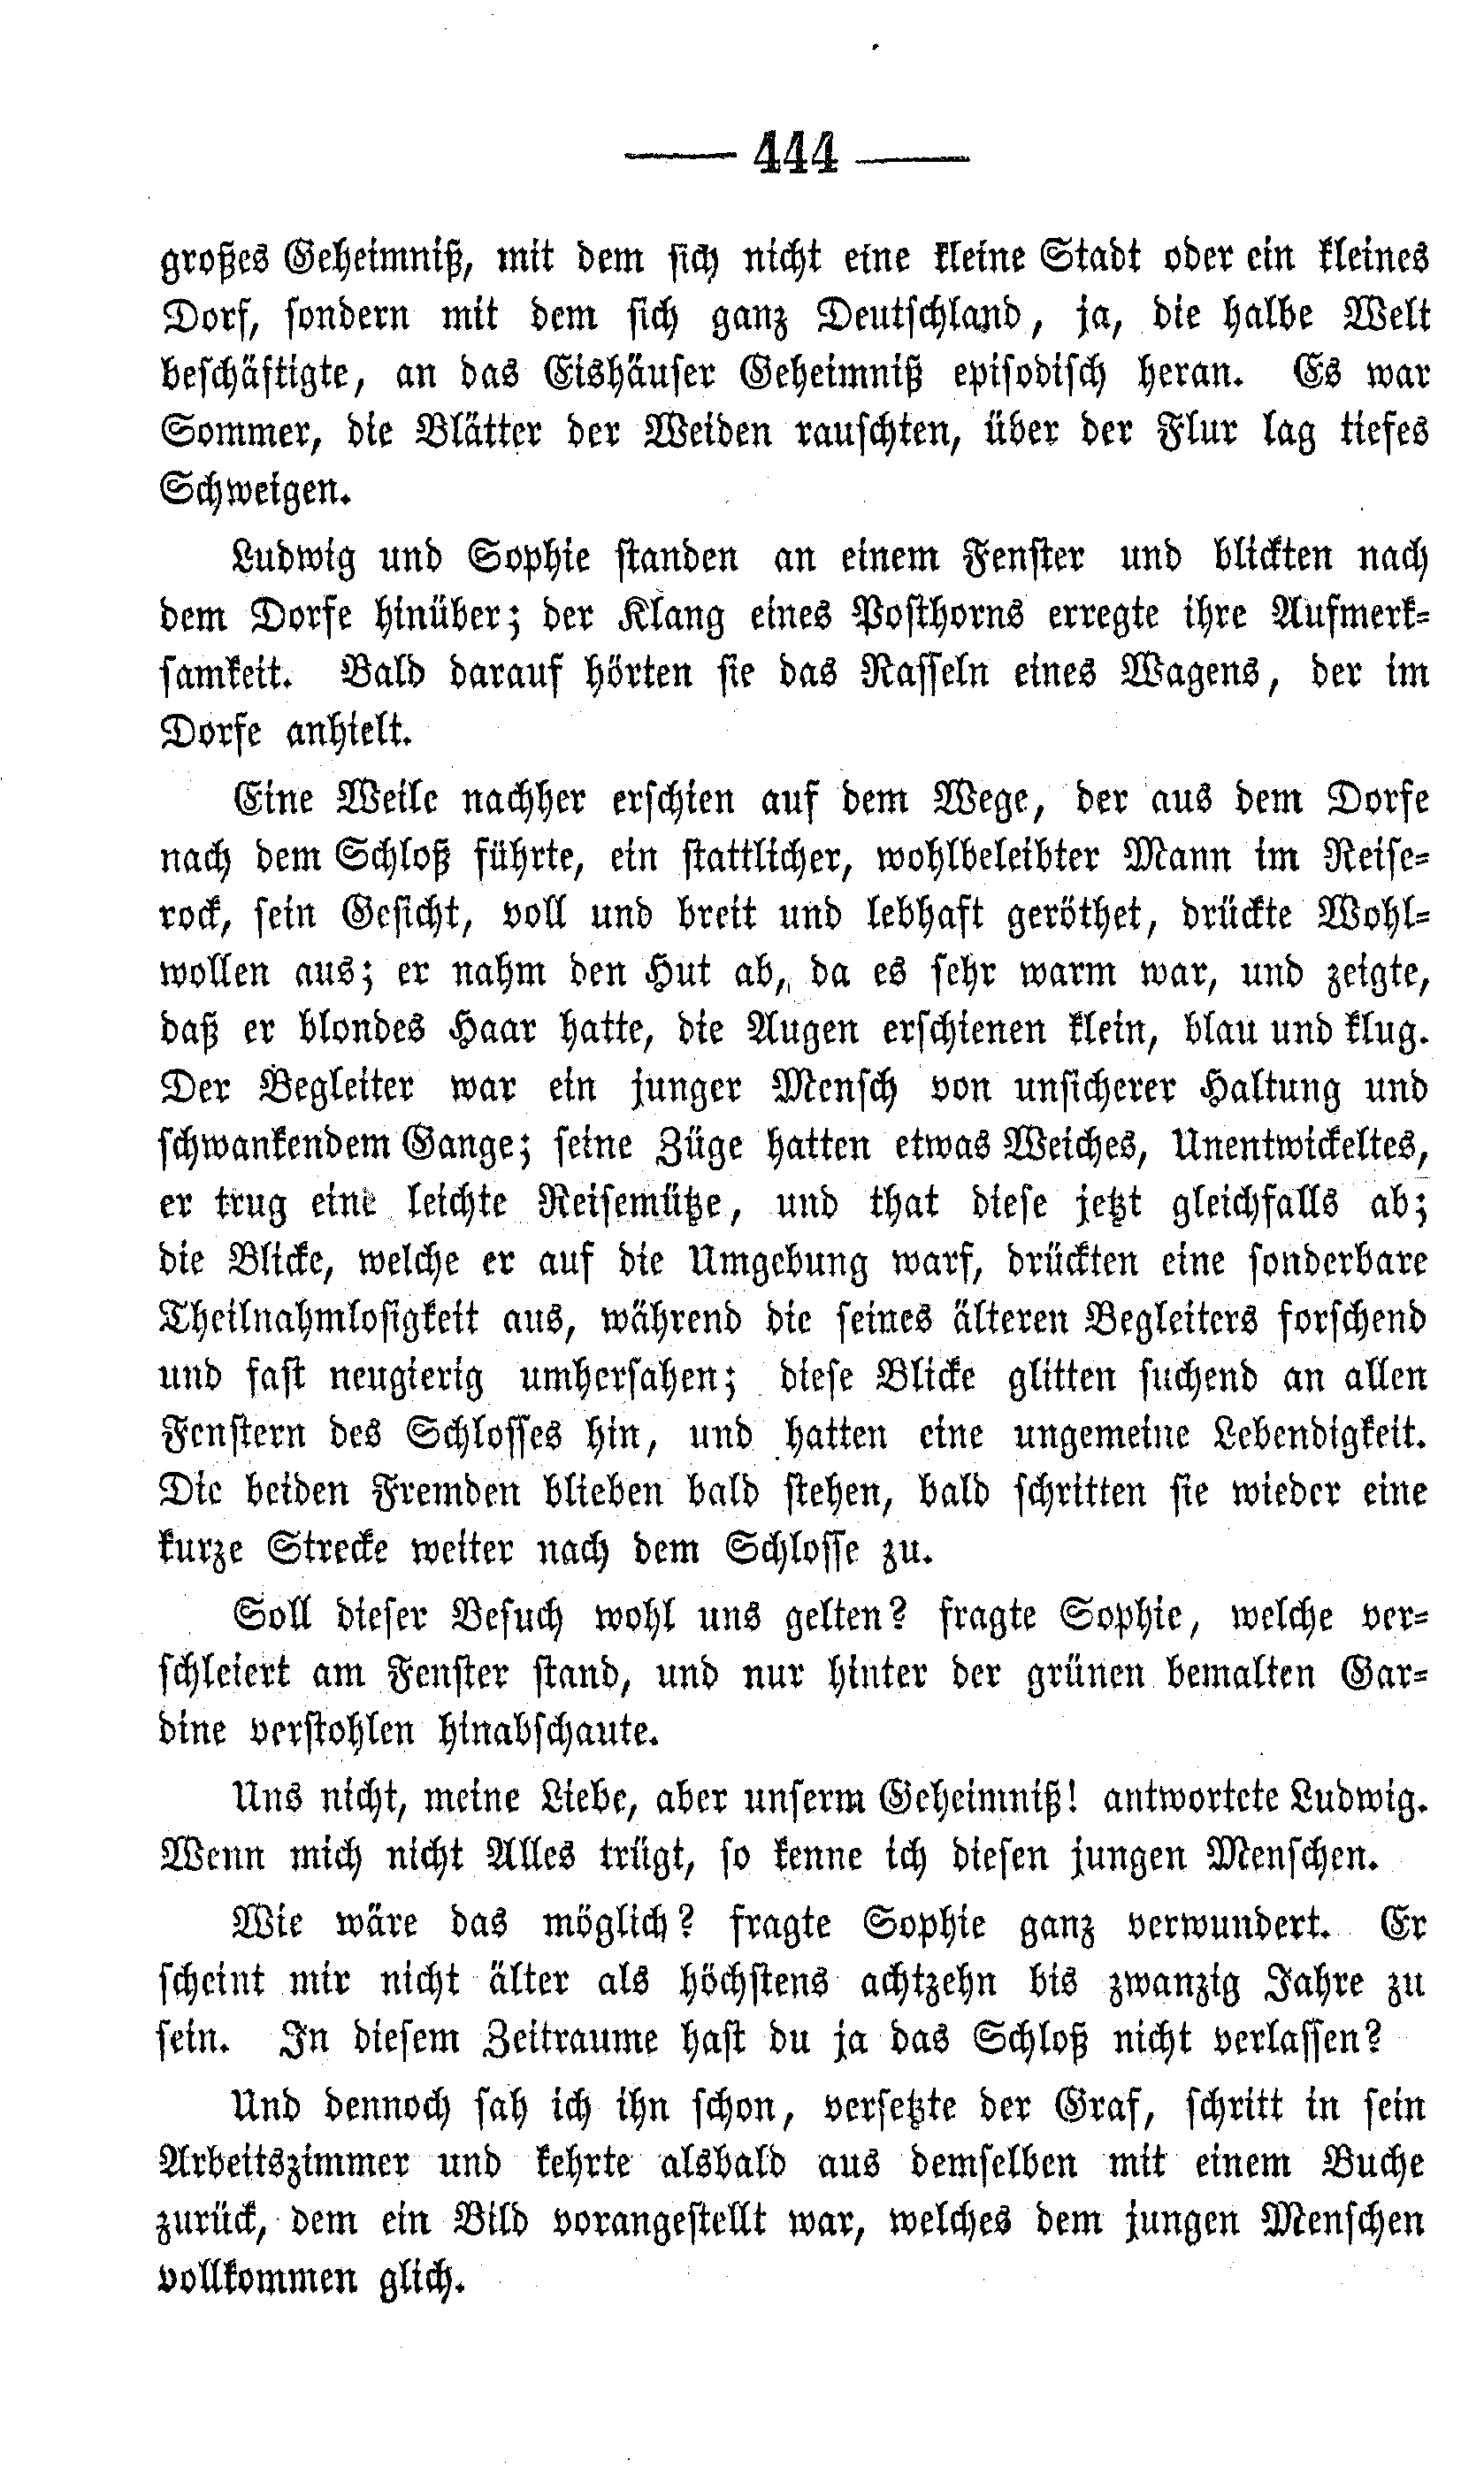 —— 444 ——
großes Geheimniß, mit dem sich nicht eine kleine Stadt oder ein kleines
Dorf, sondern mit dem sich ganz Deutschland, ja, die halbe Welt
beschäftigte, an das Eishäuser Geheimniß episodisch heran. Es war
Sommer, die Blätter der Weiden rauschten, über der Flur lag tiefes
Schweigen.
Ludwig und Sophie standen an einem Fenster und blickten nach
dem Dorfe hinüber; der Klang eines Posthorns erregte ihre Aufmerk-
samkeit. Bald darauf hörten sie das Rasseln eines Wagens, der im
Dorfe anhielt.
Eine Weile nachher erschien auf dem Wege, der aus dem Dorfe
nach dem Schloß führte, ein stattlicher, wohlbeleibter Mann im Reise-
rock, sein Gesicht, voll und breit und lebhaft geröthet, drückte Wohl-
wollen aus; er nahm den Hut ab, da es sehr warm war, und zeigte,
daß er blondes Haar hatte, die Augen erschienen klein, blau und klug.
Der Begleiter war ein junger Mensch von unsicherer Haltung und
schwankendem Gange; seine Züge hatten etwas Weiches, Unentwickeltes,
er trug eine leichte Reisemütze, und that diese jetzt gleichfalls ab;
die Blicke, welche er auf die Umgebung warf, drückten eine sonderbare
Theilnahmlosigkeit aus, während die seines älteren Begleiters forschend
und fast neugierig umhersahen; diese Blicke glitten suchend an allen
Fenstern des Schlosses hin, und hatten eine ungemeine Lebendigkeit.
Die beiden Fremden blieben bald stehen, bald schritten sie wieder eine
kurze Strecke weiter nach dem Schlosse zu.
Soll dieser Besuch wohl uns gelten? fragte Sophie, welche ver-
schleiert am Fenster stand, und nur hinter der grünen bemalten Gar-
dine verstohlen hinabschaute.
Uns nicht, meine Liebe, aber unserm Geheimniß! antwortete Ludwig.
Wenn mich nicht Alles trügt, so kenne ich diesen jungen Menschen.
Wie wäre das möglich? fragte Sophie ganz verwundert. Er
scheint mir nicht älter als höchstens achtzehn bis zwanzig Jahre zu
sein. In diesem Zeitraume hast du ja das Schloß nicht verlassen?
Und dennoch sah ich ihn schon, versetzte der Graf, schritt in sein
Arbeitszimmer und kehrte alsbald aus demselben mit einem Buche
zurück, dem ein Bild vorangestellt war, welches dem jungen Menschen
vollkommen glich.